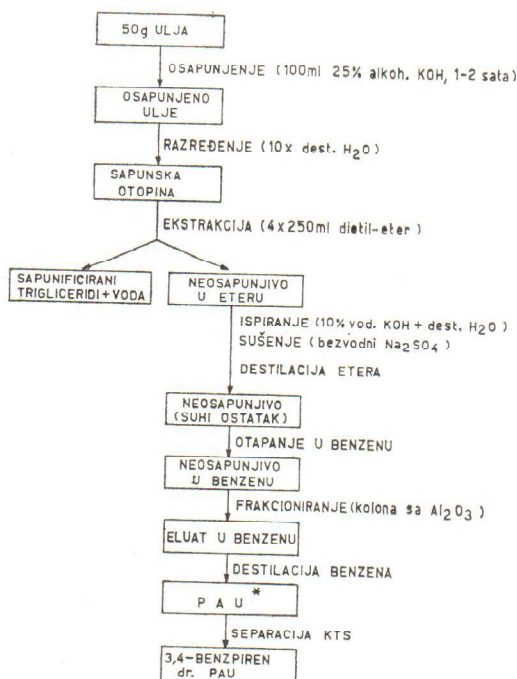 50g ULJA
OSAPUNJENJE (100ml 25% alkoh. KOH, 1-2 sata)
OSAPUNJENO
ULJE
RAZREĐENJE (10x dest. H₂O)
SAPUNSKA
OTOPINA
EKSTRAKCIJA (4x250ml dietil-eter)
SAPUNIFICIRANI
TRIGLICERIDI+VODA
NEOSAPUNJIVO
U ETERU
ISPIRANJE (10% vod. KOH + dest. H₂O)
SUŠENJE (bezvodni Na₂SO₄)
DESTILACIJA ETERA
NEOSAPUNJIVO
(SUHI OSTATAK)
OTAPANJE U BENZENU
NEOSAPUNJIVO
U BENZENU
FRAKCIONIRANJE (kolona sa Al₂O₃)
ELUAT U BENZENU
DESTILACIJA BENZENA
P A U *
SEPARACIJA KTS
3,4-BENZPIREN
dr. PAU